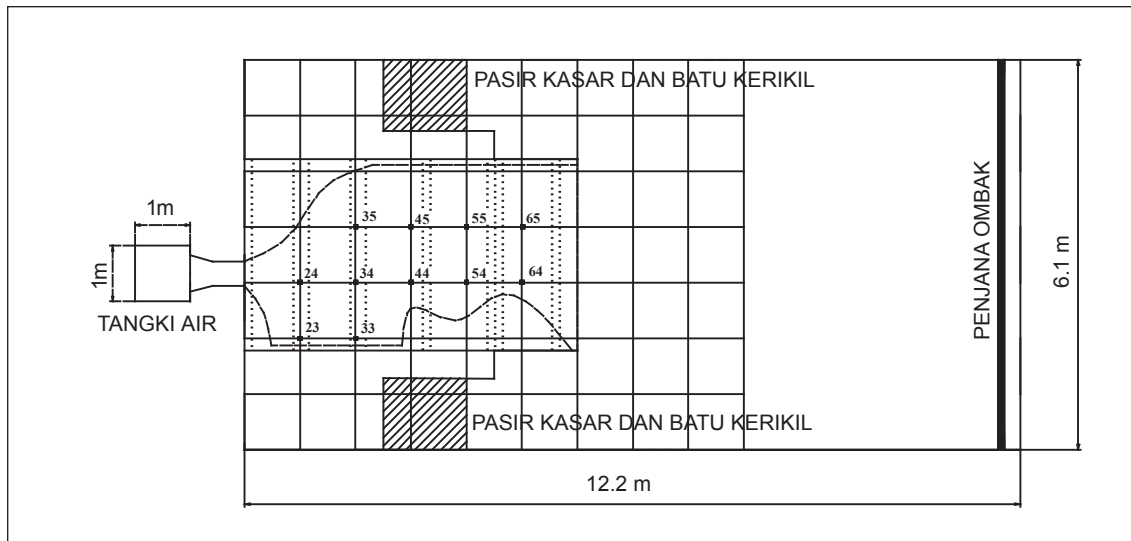 PASIR KASAR DAN BATU KERIKIL
1m
35 45 55 65
1m
24 34 44 54 64
TANGKI AIR
23 33
PENJANA OMBAK
6.1 m
PASIR KASAR DAN BATU KERIKIL
12.2 m